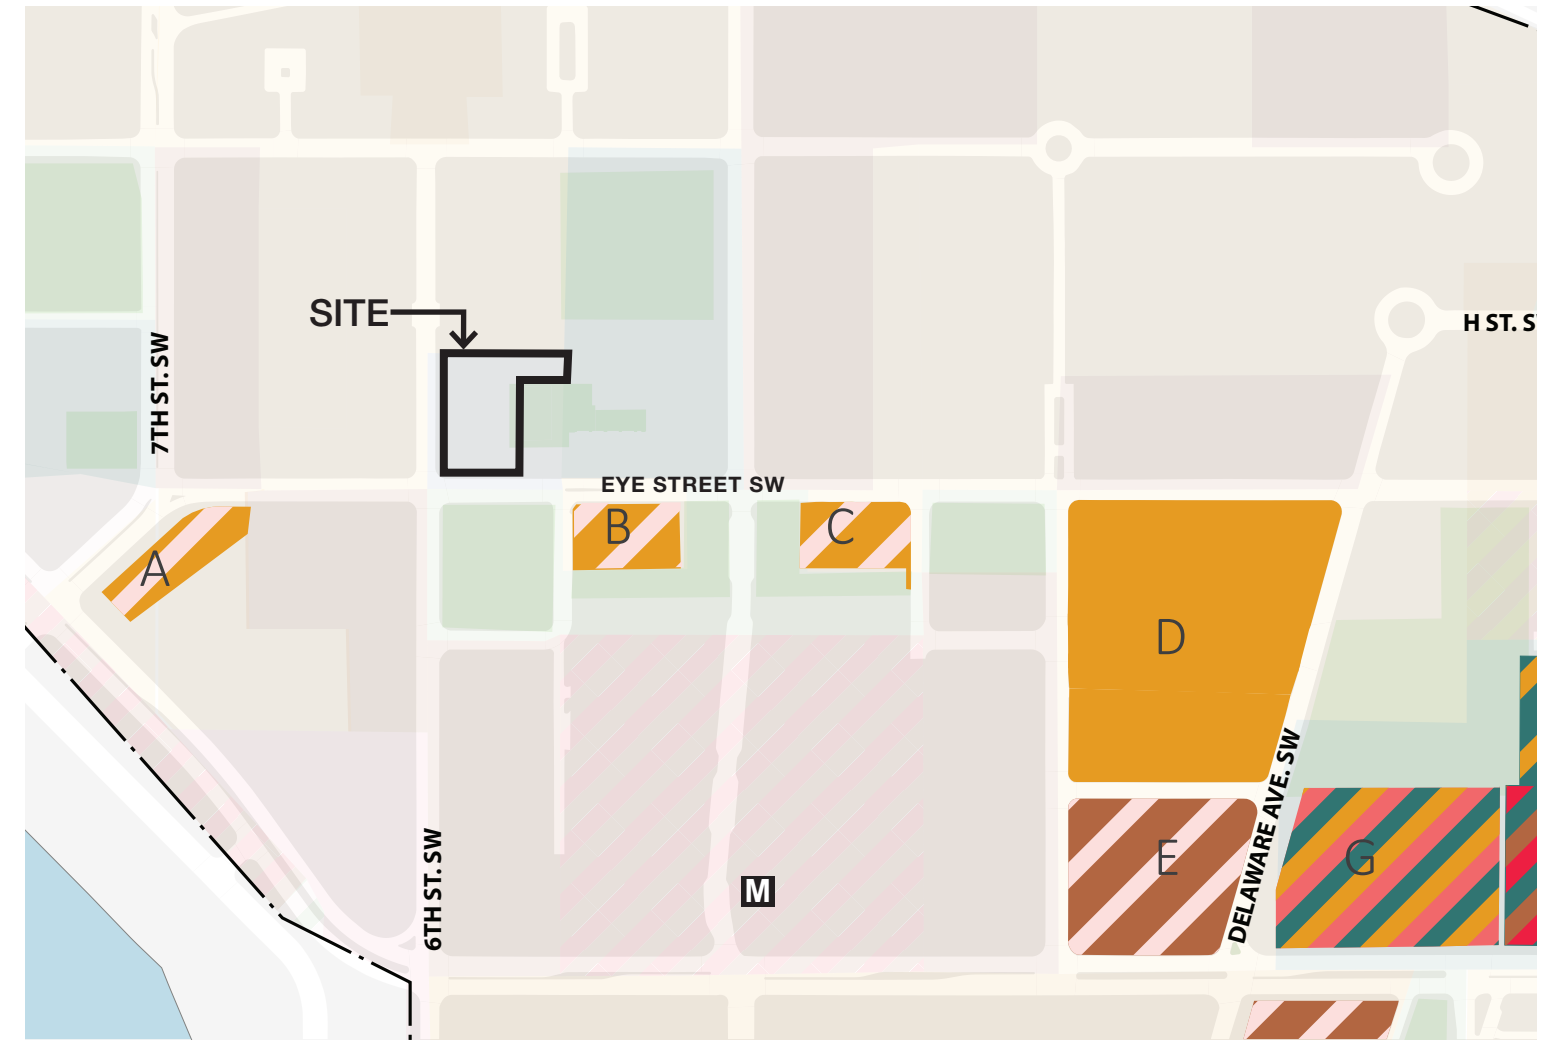 SITE
H ST. S
7TH ST. SW
EYE STREET SW
A
B
C
D
E
G
DELAWARE AVE. SW
6TH ST. SW
M